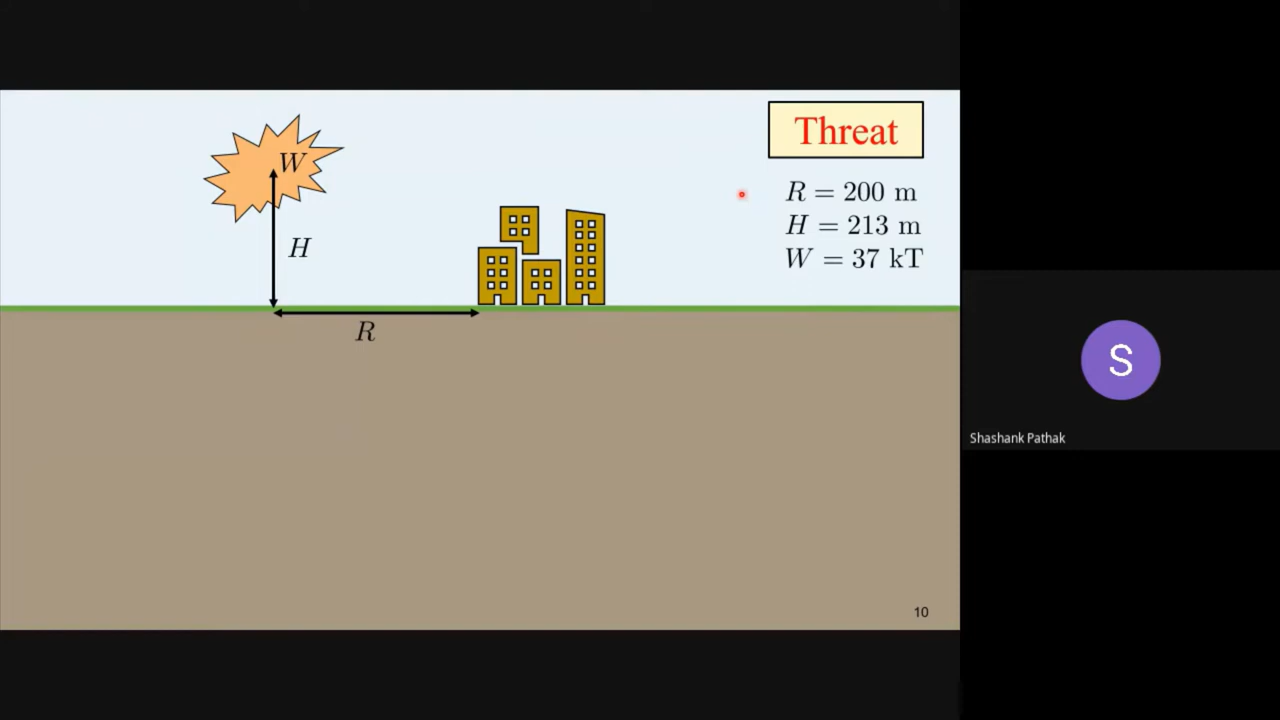 W
Threat
R = 200 m
H = 213 m
W = 37 kT
H
R
S
Shashank Pathak
10